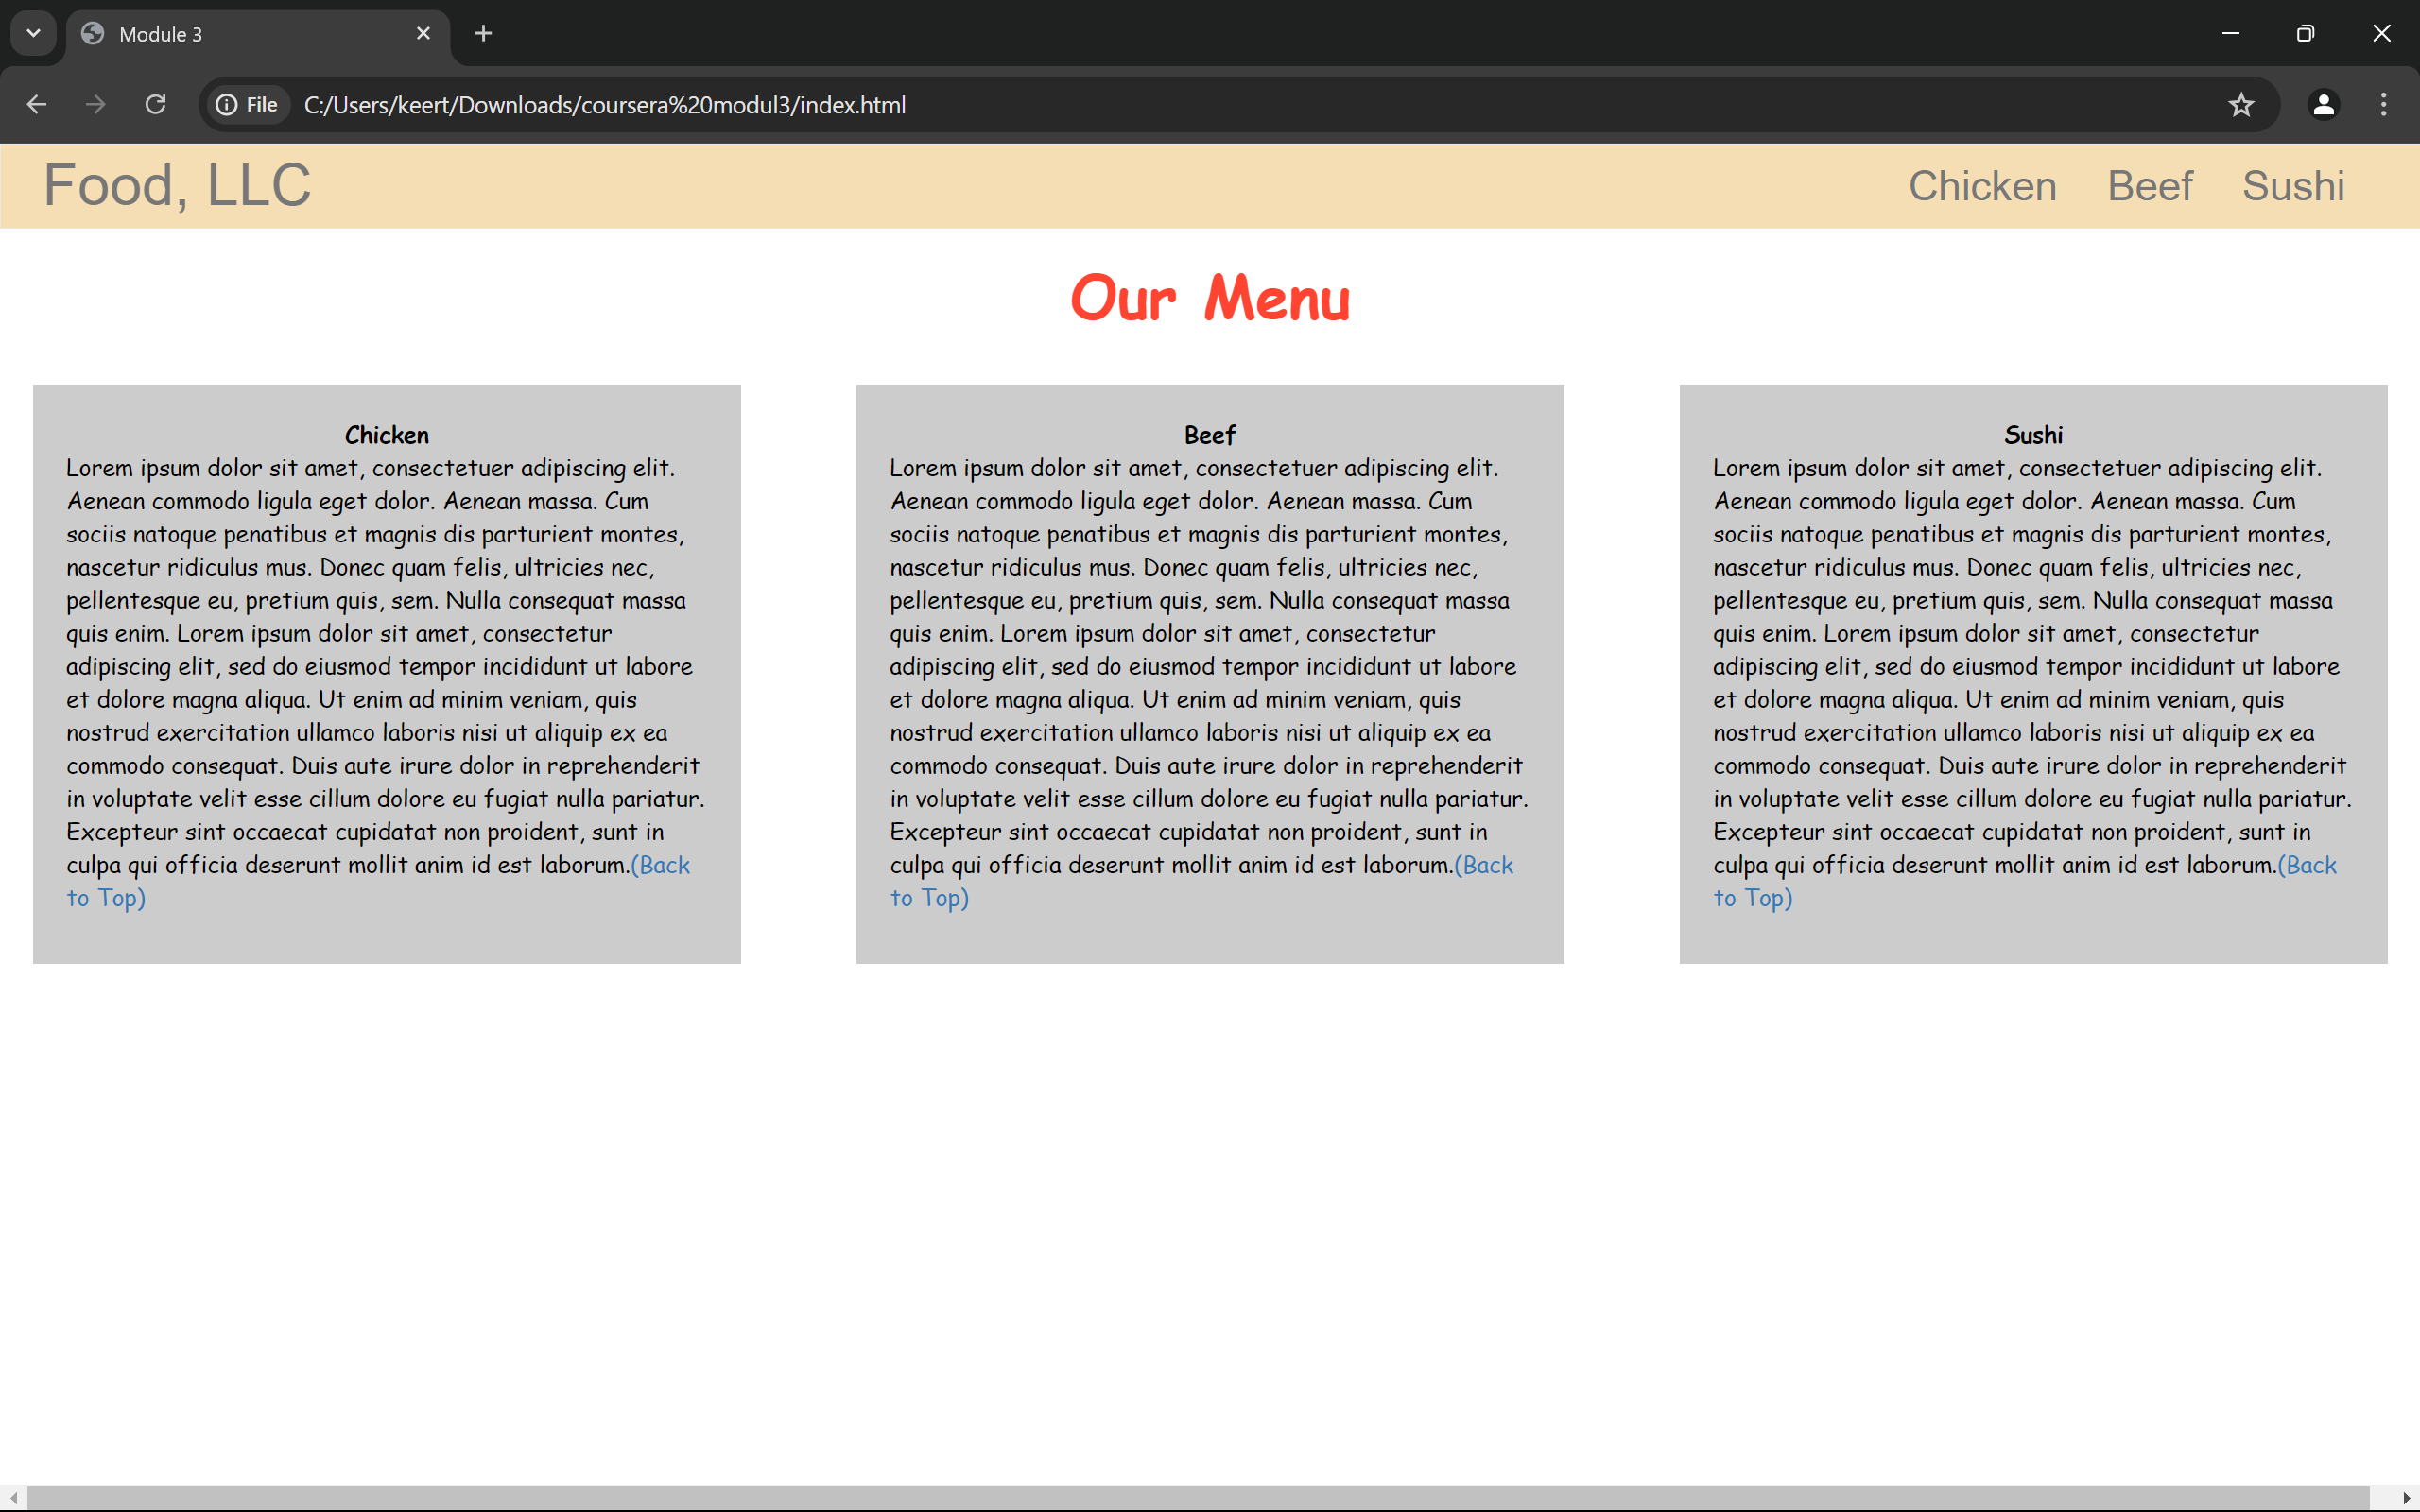 Module 3
File C:/Users/keert/Downloads/coursera%20modul3/index.html
Food, LLC Chicken Beef Sushi
Our Menu
Chicken
Lorem ipsum dolor sit amet, consectetuer adipiscing elit.
Aenean commodo ligula eget dolor. Aenean massa. Cum
sociis natoque penatibus et magnis dis parturient montes,
nascetur ridiculus mus. Donec quam felis, ultricies nec,
pellentesque eu, pretium quis, sem. Nulla consequat massa
quis enim. Lorem ipsum dolor sit amet, consectetur
adipiscing elit, sed do eiusmod tempor incididunt ut labore
et dolore magna aliqua. Ut enim ad minim veniam, quis
nostrud exercitation ullamco laboris nisi ut aliquip ex ea
commodo consequat. Duis aute irure dolor in reprehenderit
in voluptate velit esse cillum dolore eu fugiat nulla pariatur.
Excepteur sint occaecat cupidatat non proident, sunt in
culpa qui officia deserunt mollit anim id est laborum.(Back
to Top)
Beef
Lorem ipsum dolor sit amet, consectetuer adipiscing elit.
Aenean commodo ligula eget dolor. Aenean massa. Cum
sociis natoque penatibus et magnis dis parturient montes,
nascetur ridiculus mus. Donec quam felis, ultricies nec,
pellentesque eu, pretium quis, sem. Nulla consequat massa
quis enim. Lorem ipsum dolor sit amet, consectetur
adipiscing elit, sed do eiusmod tempor incididunt ut labore
et dolore magna aliqua. Ut enim ad minim veniam, quis
nostrud exercitation ullamco laboris nisi ut aliquip ex ea
commodo consequat. Duis aute irure dolor in reprehenderit
in voluptate velit esse cillum dolore eu fugiat nulla pariatur.
Excepteur sint occaecat cupidatat non proident, sunt in
culpa qui officia deserunt mollit anim id est laborum.(Back
to Top)
Sushi
Lorem ipsum dolor sit amet, consectetuer adipiscing elit.
Aenean commodo ligula eget dolor. Aenean massa. Cum
sociis natoque penatibus et magnis dis parturient montes,
nascetur ridiculus mus. Donec quam felis, ultricies nec,
pellentesque eu, pretium quis, sem. Nulla consequat massa
quis enim. Lorem ipsum dolor sit amet, consectetur
adipiscing elit, sed do eiusmod tempor incididunt ut labore
et dolore magna aliqua. Ut enim ad minim veniam, quis
nostrud exercitation ullamco laboris nisi ut aliquip ex ea
commodo consequat. Duis aute irure dolor in reprehenderit
in voluptate velit esse cillum dolore eu fugiat nulla pariatur.
Excepteur sint occaecat cupidatat non proident, sunt in
culpa qui officia deserunt mollit anim id est laborum.(Back
to Top)